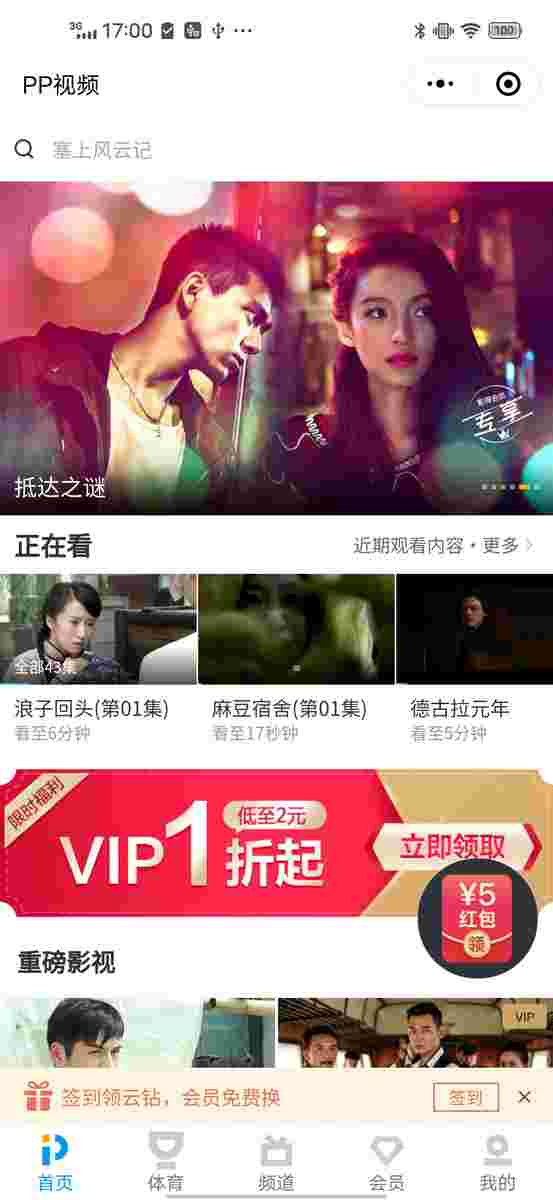 3G 17:00 100
PP视频
塞上风云记
影视会员
专享
抵达之谜
正在看
近期观看内容·更多
全部43集
浪子回头(第01集)
麻豆宿舍(第01集)
德古拉元年
看至6分钟
看至17秒钟
看至5分钟
限时福利
VIP1折起
低至2元
立即领取
¥5
红包
领
重磅影视
VIP
签到领云钻，会员免费换
签到
首页
体育
频道
会员
我的